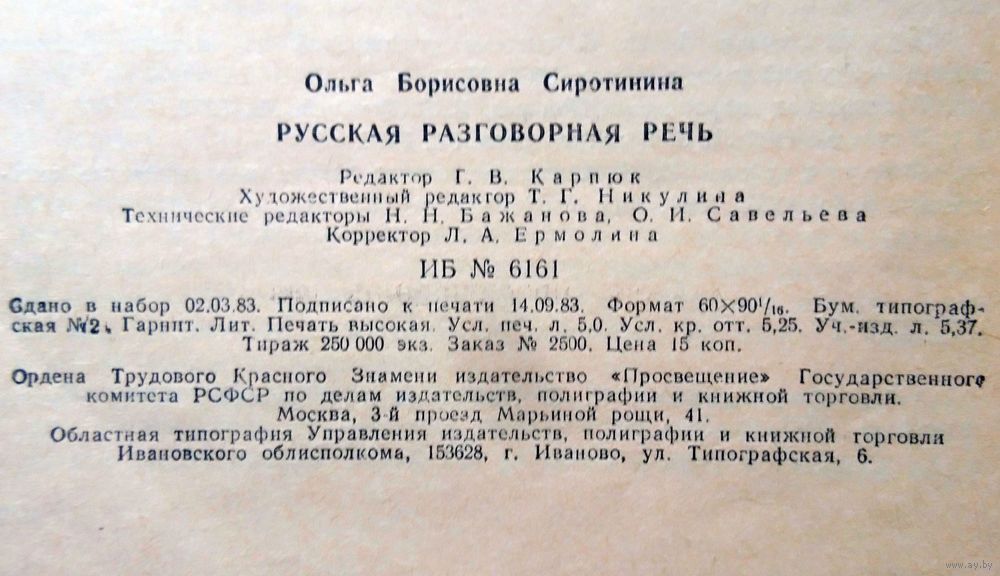 Ольга Борисовна Сиротинина
РУССКАЯ РАЗГОВОРНАЯ РЕЧЬ
Редактор Г. В. Карпюк
Художественный редактор Т. Г. Никулина
Технические редакторы Н. Н. Бажанова, О. И. Савельева
Корректор Л. А. Ермолина
ИБ № 6161
Сдано в набор 02.03.83. Подписано к печати 14.09.83. Формат 60×90¹/₁₆. Бум. типограф-
ская №2. Гарнит. Лит. Печать высокая. Усл. печ. л. 5,0. Усл. кр. отт. 5,25. Уч.-изд. л. 5,37.
Тираж 250 000 экз. Заказ № 2500. Цена 15 коп.
Ордена Трудового Красного Знамени издательство «Просвещение» Государственного
комитета РСФСР по делам издательств, полиграфии и книжной торговли.
Москва, 3-й проезд Марьиной рощи, 41.
Областная типография Управления издательств, полиграфии и книжной торговли
Ивановского облисполкома, 153628, г. Иваново, ул. Типографская, 6.
www.ay.by